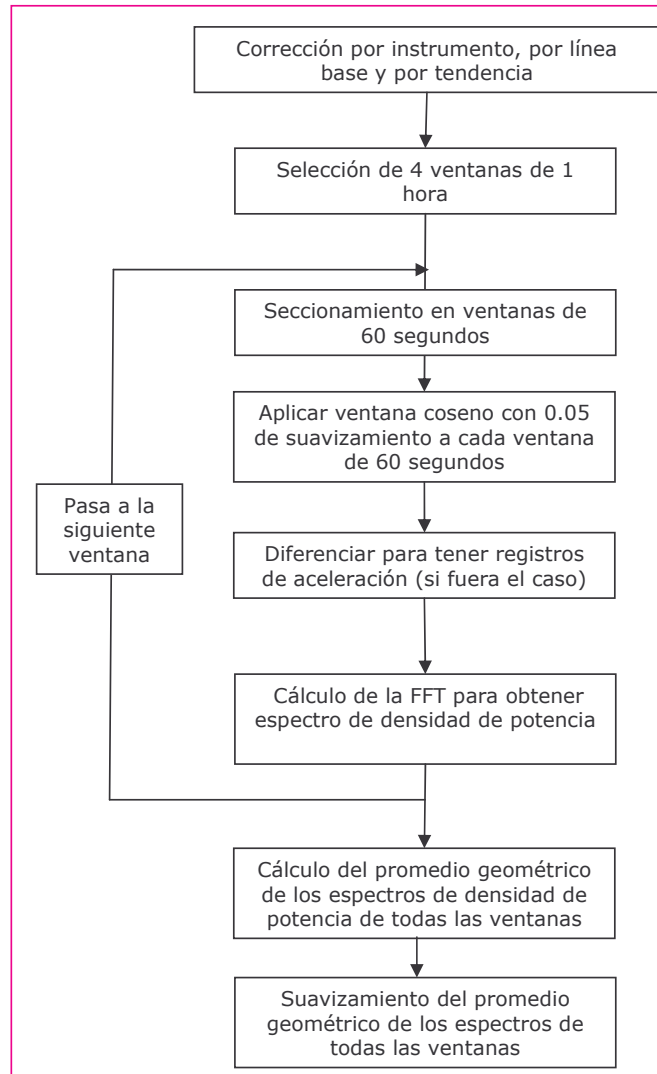 Corrección por instrumento, por línea
base y por tendencia
Selección de 4 ventanas de 1
hora
Seccionamiento en ventanas de
60 segundos
Aplicar ventana coseno con 0.05
de suavizamiento a cada ventana
de 60 segundos
Pasa a la
siguiente
ventana
Diferenciar para tener registros
de aceleración (si fuera el caso)
Cálculo de la FFT para obtener
espectro de densidad de potencia
Cálculo del promedio geométrico
de los espectros de densidad de
potencia de todas las ventanas
Suavizamiento del promedio
geométrico de los espectros de
todas las ventanas